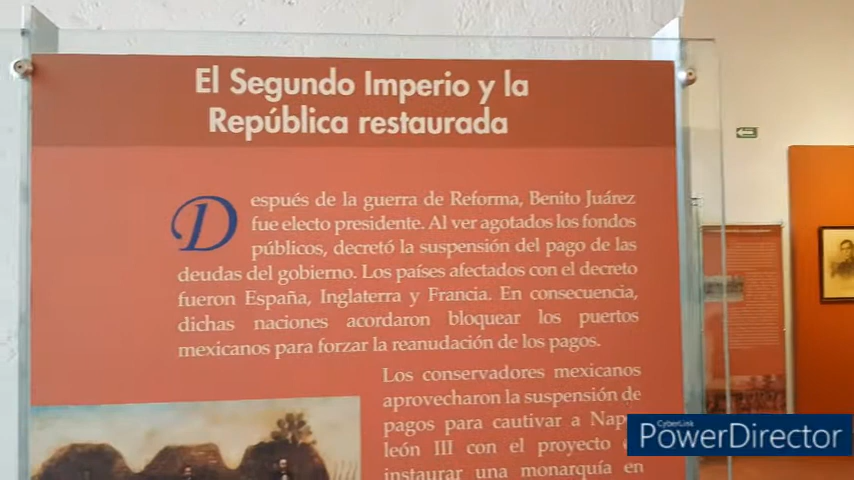 El Segundo Imperio y la
República restaurada
Después de la guerra de Reforma, Benito Juárez
fue electo presidente. Al ver agotados los fondos
públicos, decretó la suspensión del pago de las
deudas del gobierno. Los países afectados con el decreto
fueron España, Inglaterra y Francia. En consecuencia,
dichas naciones acordaron bloquear los puertos
mexicanos para forzar la reanudación de los pagos.
Los conservadores mexicanos
aprovecharon la suspensión de
pagos para cautivar a Napo-
león III con el proyecto
instaurar una monarquía en
CyberLink
PowerDirector